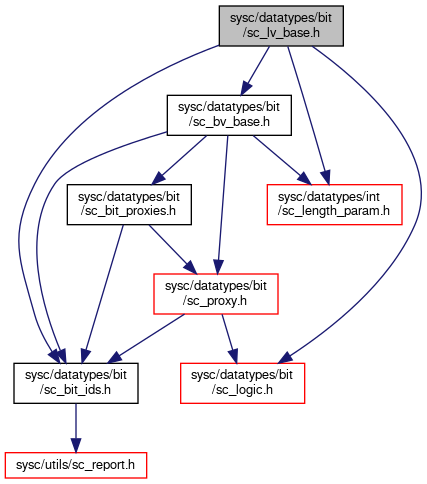 sysc/datatypes/bit
/sc_lv_base.h
sysc/datatypes/bit
/sc_bv_base.h
sysc/datatypes/bit
/sc_bit_proxies.h
sysc/datatypes/int
/sc_length_param.h
sysc/datatypes/bit
/sc_proxy.h
sysc/datatypes/bit
/sc_bit_ids.h
sysc/datatypes/bit
/sc_logic.h
sysc/utils/sc_report.h